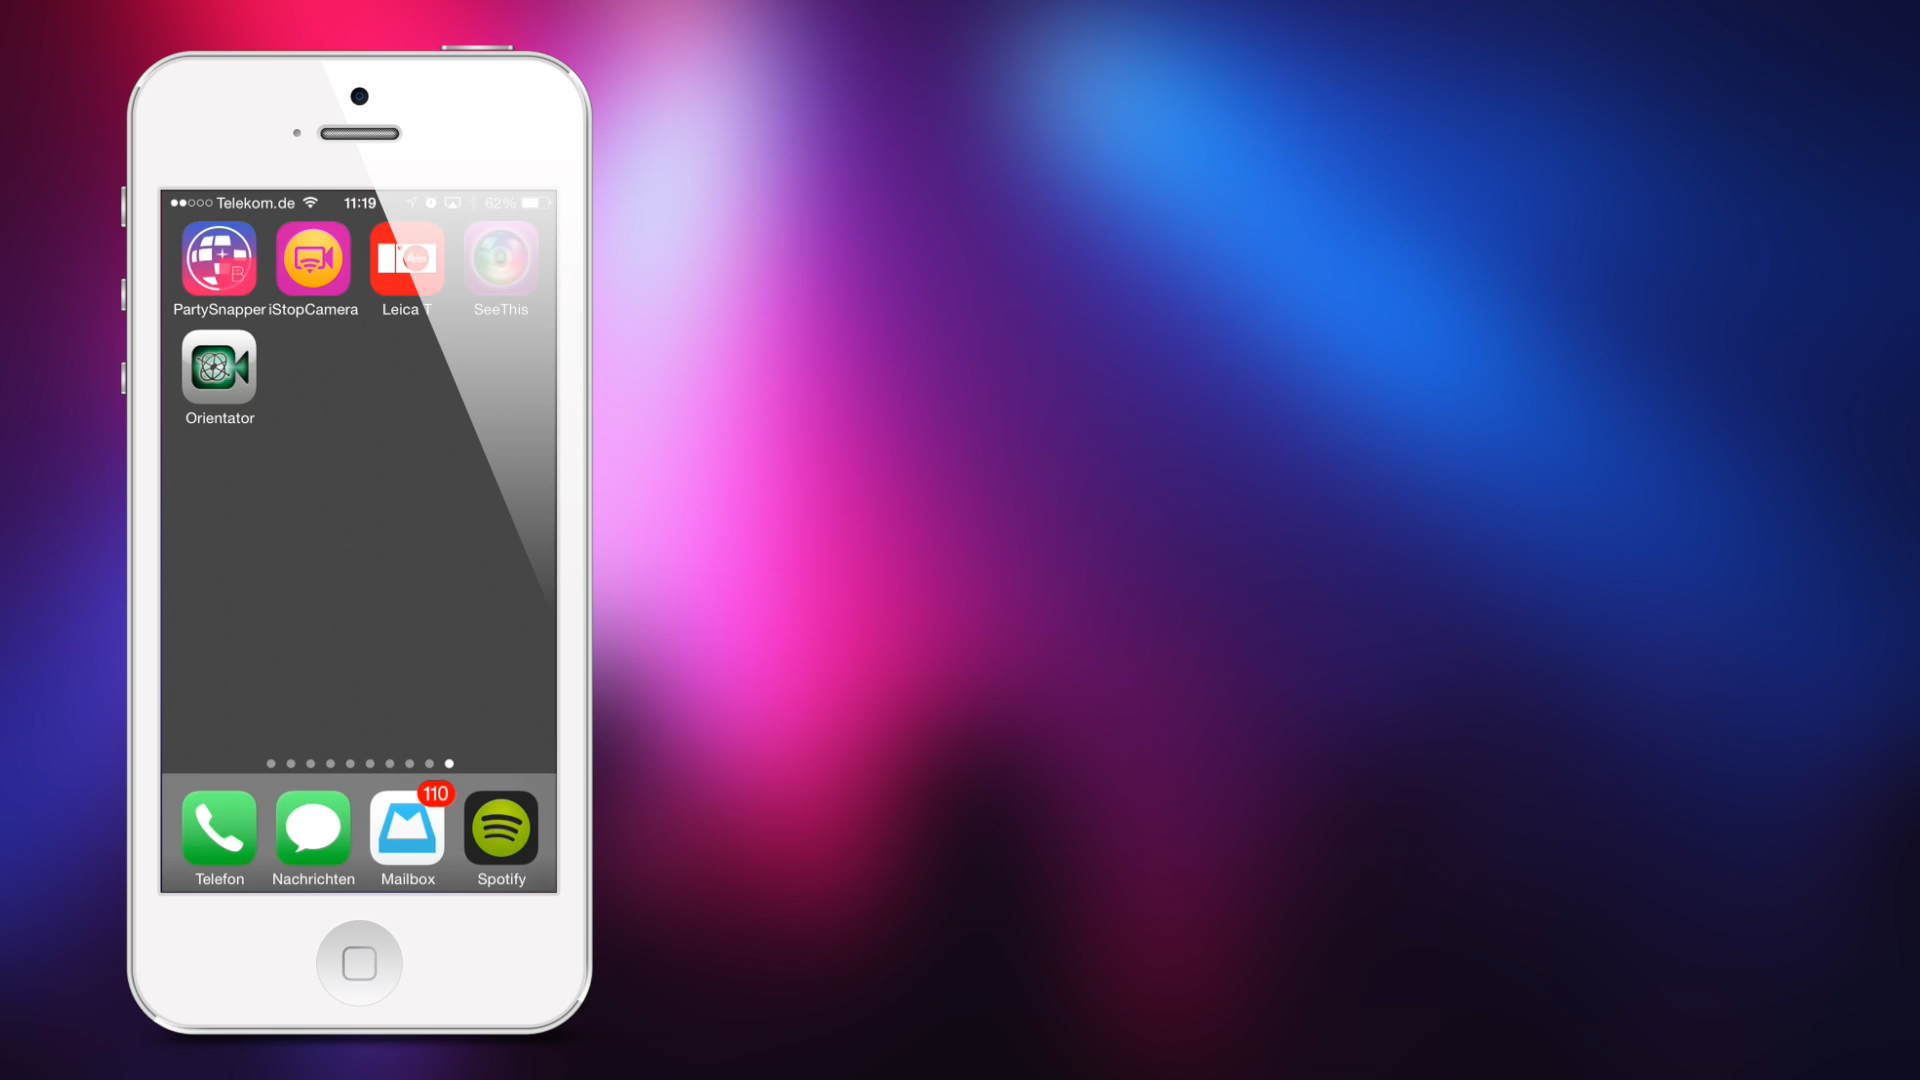 Telekom.de 11:19 62%
PartySnapper iStopCamera Leica T SeeThis
Orientator
110
Telefon Nachrichten Mailbox Spotify